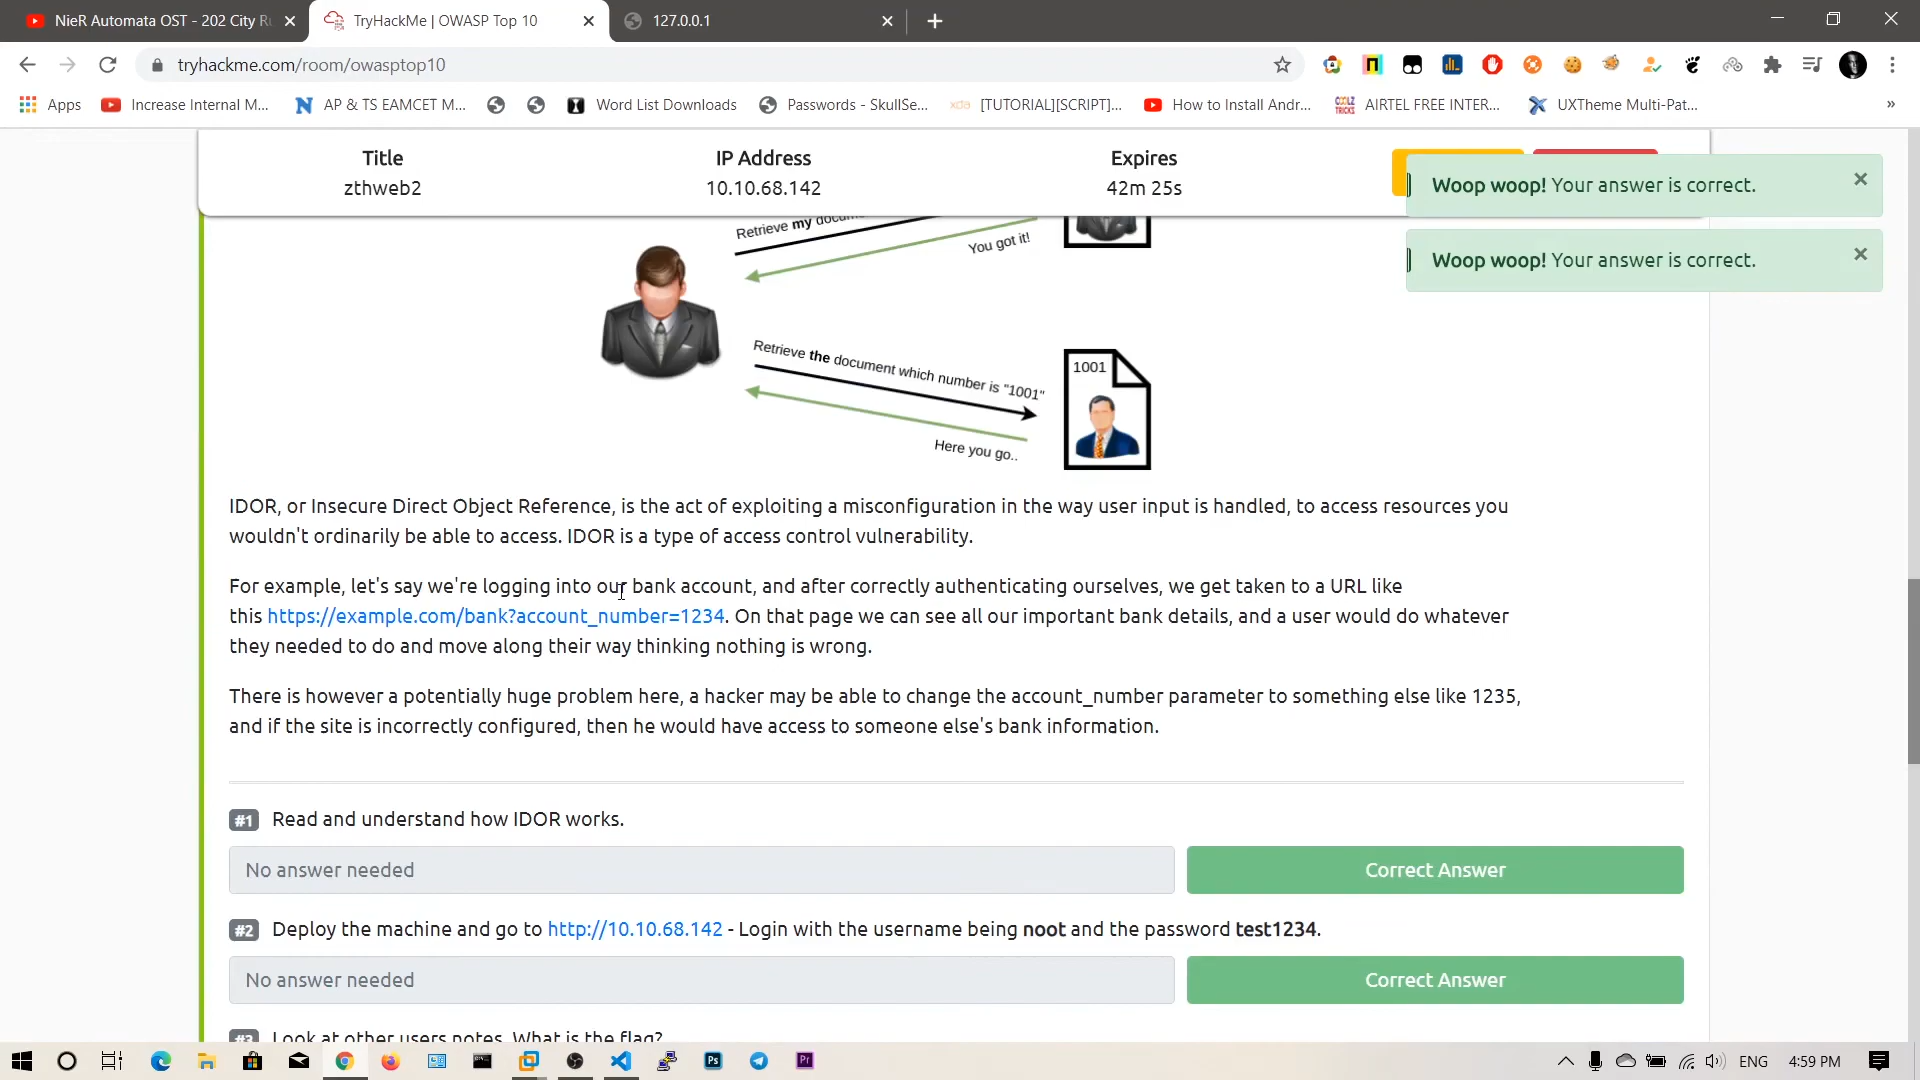 NieR Automata OST - 202 City Ru
TryHackMe | OWASP Top 10
127.0.0.1
tryhackme.com/room/owasptop10
Apps
Increase Internal M...
AP & TS EAMCET M...
Word List Downloads
Passwords - SkullSe...
[TUTORIAL][SCRIPT]...
How to Install Andr...
AIRTEL FREE INTER...
UXTheme Multi-Pat...
Title
IP Address
Expires
zthweb2
10.10.68.142
42m 25s
Woop woop! Your answer is correct.
Woop woop! Your answer is correct.
Retrieve my docum
You got it!
Retrieve the document which number is "1001"
1001
Here you go..
IDOR, or Insecure Direct Object Reference, is the act of exploiting a misconfiguration in the way user input is handled, to access resources you
wouldn't ordinarily be able to access. IDOR is a type of access control vulnerability.
For example, let's say we're logging into our bank account, and after correctly authenticating ourselves, we get taken to a URL like
this https://example.com/bank?account_number=1234. On that page we can see all our important bank details, and a user would do whatever
they needed to do and move along their way thinking nothing is wrong.
There is however a potentially huge problem here, a hacker may be able to change the account_number parameter to something else like 1235,
and if the site is incorrectly configured, then he would have access to someone else's bank information.
#1 Read and understand how IDOR works.
No answer needed
Correct Answer
#2 Deploy the machine and go to http://10.10.68.142 - Login with the username being noot and the password test1234.
No answer needed
Correct Answer
#3 Look at other users notes. What is the flag?
ENG
4:59 PM